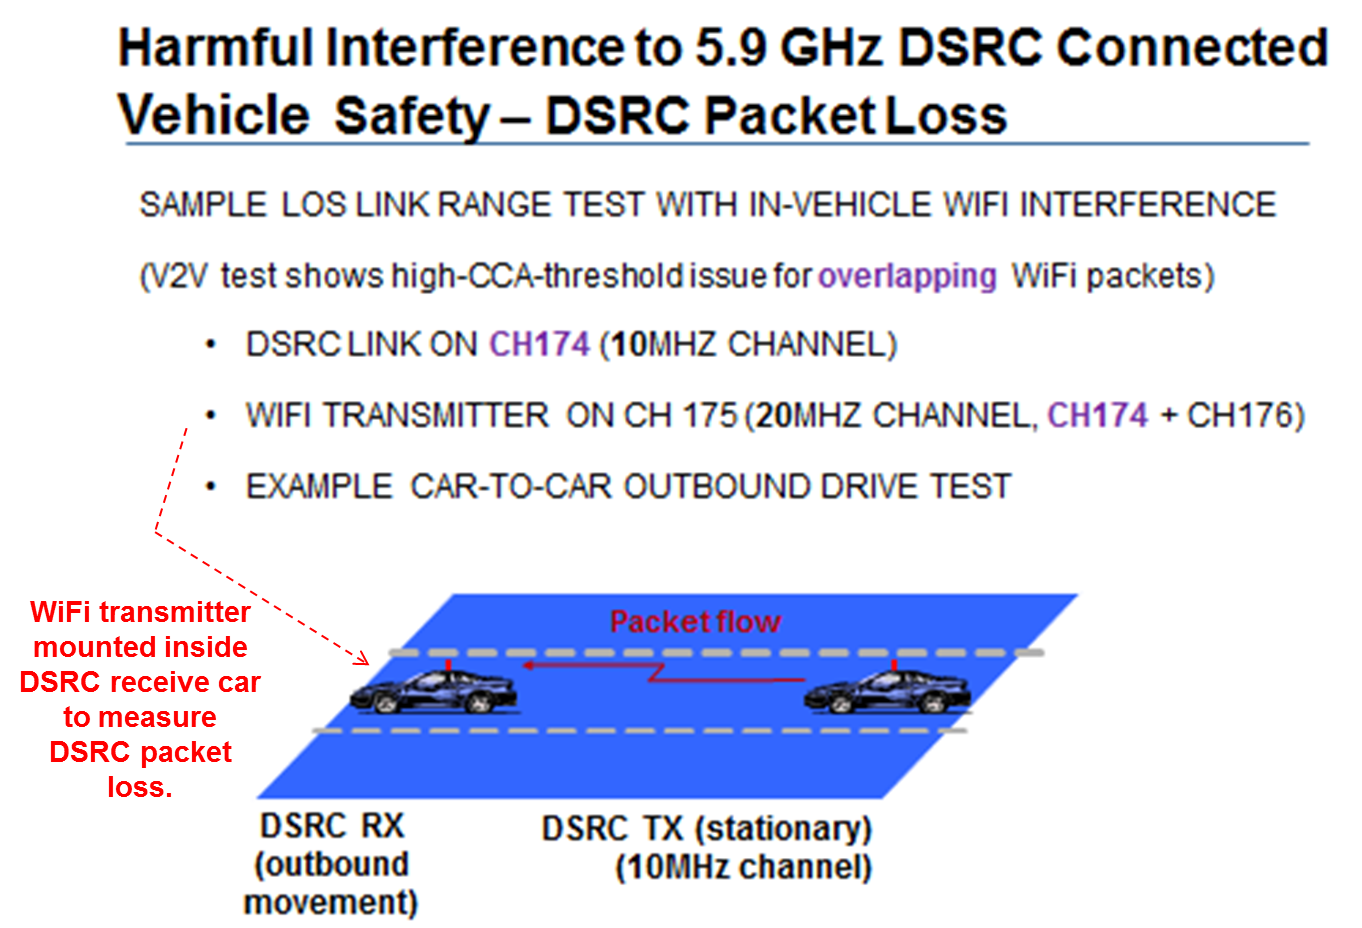 Harmful Interference to 5.9 GHz DSRC Connected
Vehicle Safety – DSRC Packet Loss
SAMPLE LOS LINK RANGE TEST WITH IN-VEHICLE WIFI INTERFERENCE
(V2V test shows high-CCA-threshold issue for overlapping WiFi packets)
• DSRC LINK ON CH174 (10MHZ CHANNEL)
• WIFI TRANSMITTER ON CH 175 (20MHZ CHANNEL, CH174 + CH176)
• EXAMPLE CAR-TO-CAR OUTBOUND DRIVE TEST
WiFi transmitter
mounted inside
DSRC receive car
to measure
DSRC packet
loss.
Packet flow
DSRC RX
(outbound
movement)
DSRC TX (stationary)
(10MHz channel)